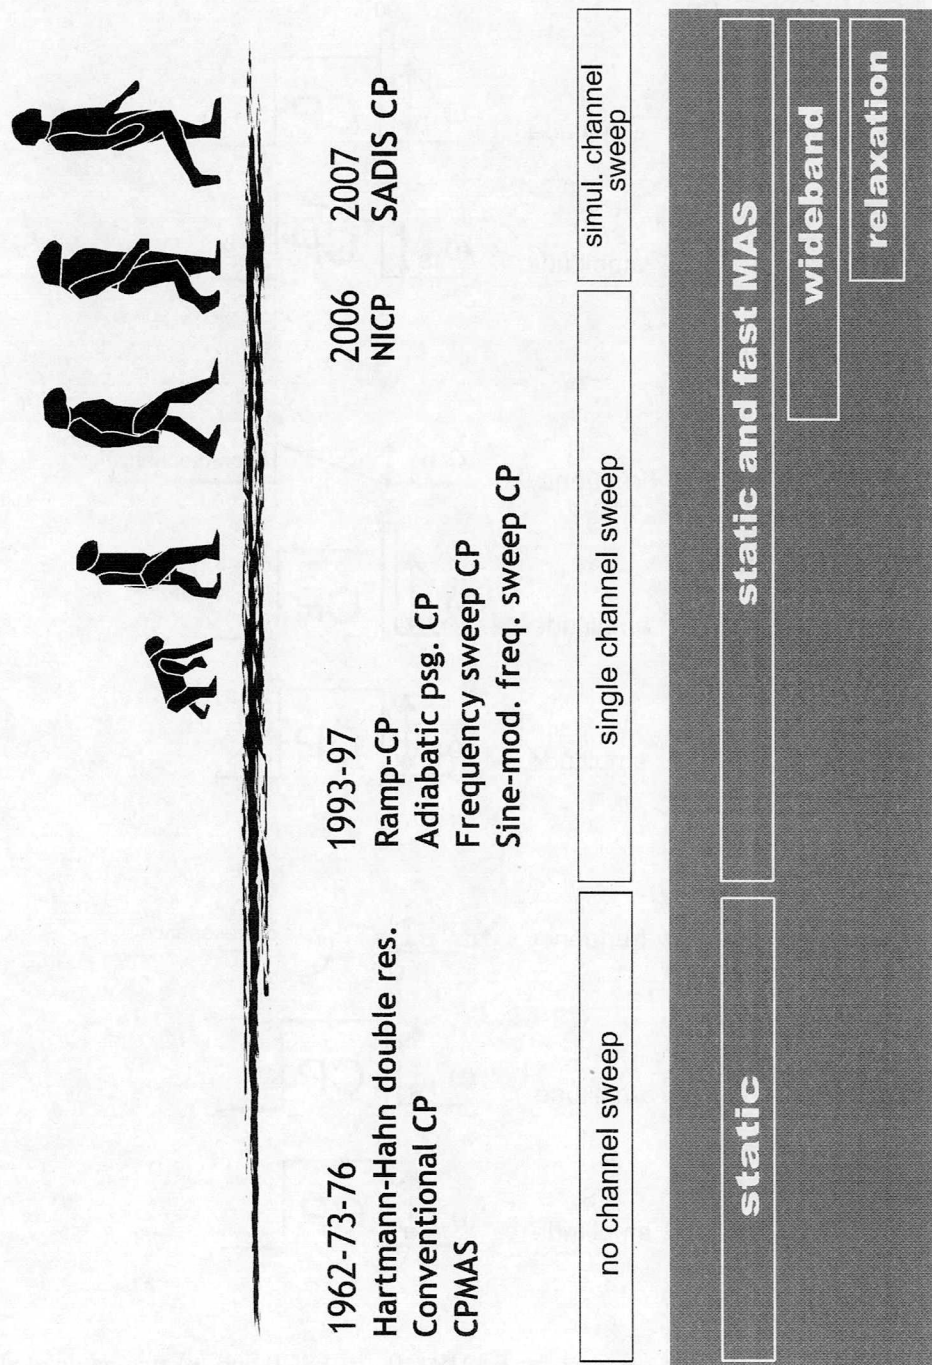 1962-73-76
Hartmann-Hahn double res.
Conventional CP
CPMAS
1993-97
Ramp-CP
Adiabatic psg. CP
Frequency sweep CP
Sine-mod. freq. sweep CP
2006
NICP
2007
SADIS CP
no channel sweep
single channel sweep
simul. channel
sweep
static
static and fast MAS
wideband
relaxation